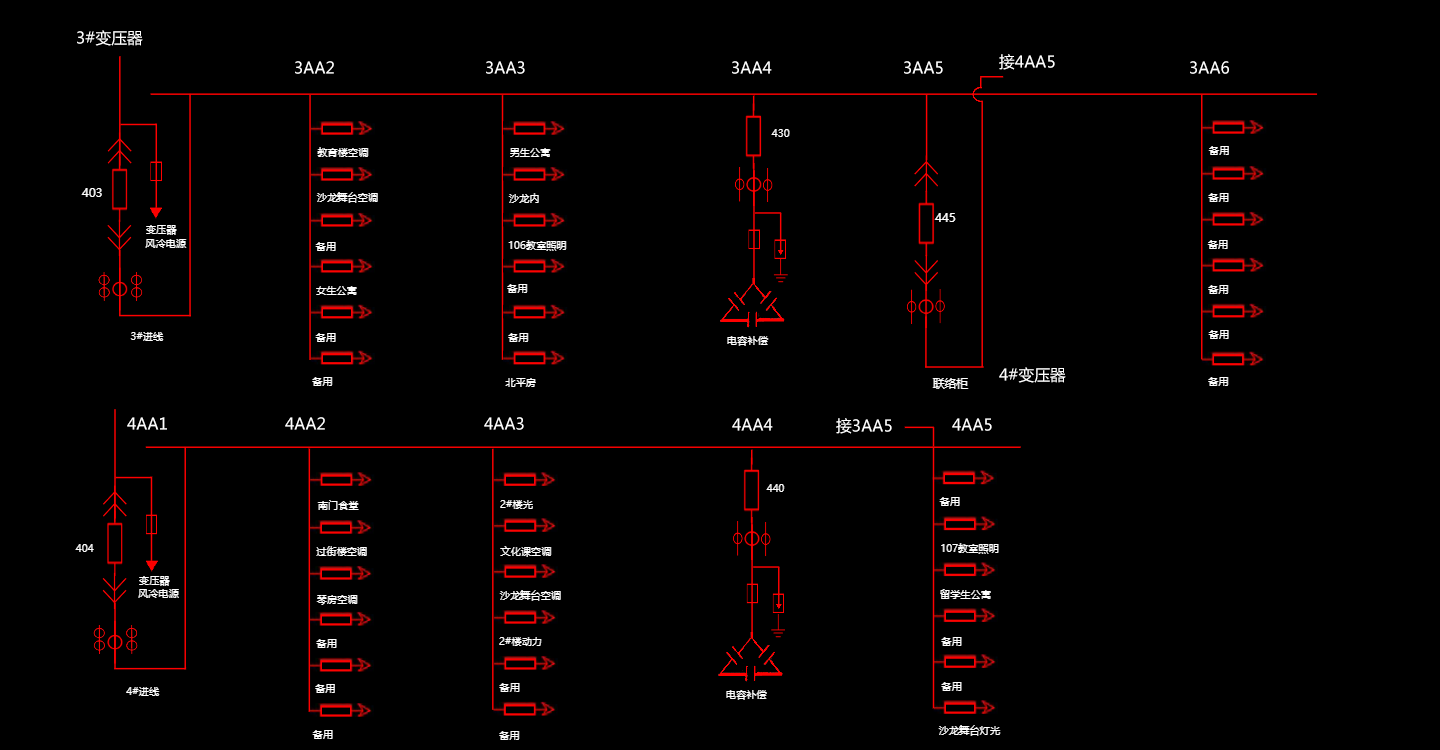 3#变压器
3AA2
3AA3
3AA4
3AA5
接4AA5
3AA6
403
变压器
风冷电源
3#进线
教育楼空调
沙龙舞台空调
备用
女生公寓
备用
备用
男生公寓
沙龙内
106教室照明
备用
备用
北平房
430
电容补偿
445
联络柜
4#变压器
备用
备用
备用
备用
备用
备用
4AA1
4AA2
4AA3
4AA4
接3AA5
4AA5
404
变压器
风冷电源
4#进线
南门食堂
过街楼空调
琴房空调
备用
备用
备用
2#楼光
文化课空调
沙龙舞台空调
2#楼动力
备用
备用
440
电容补偿
备用
107教室照明
留学生公寓
备用
备用
沙龙舞台灯光